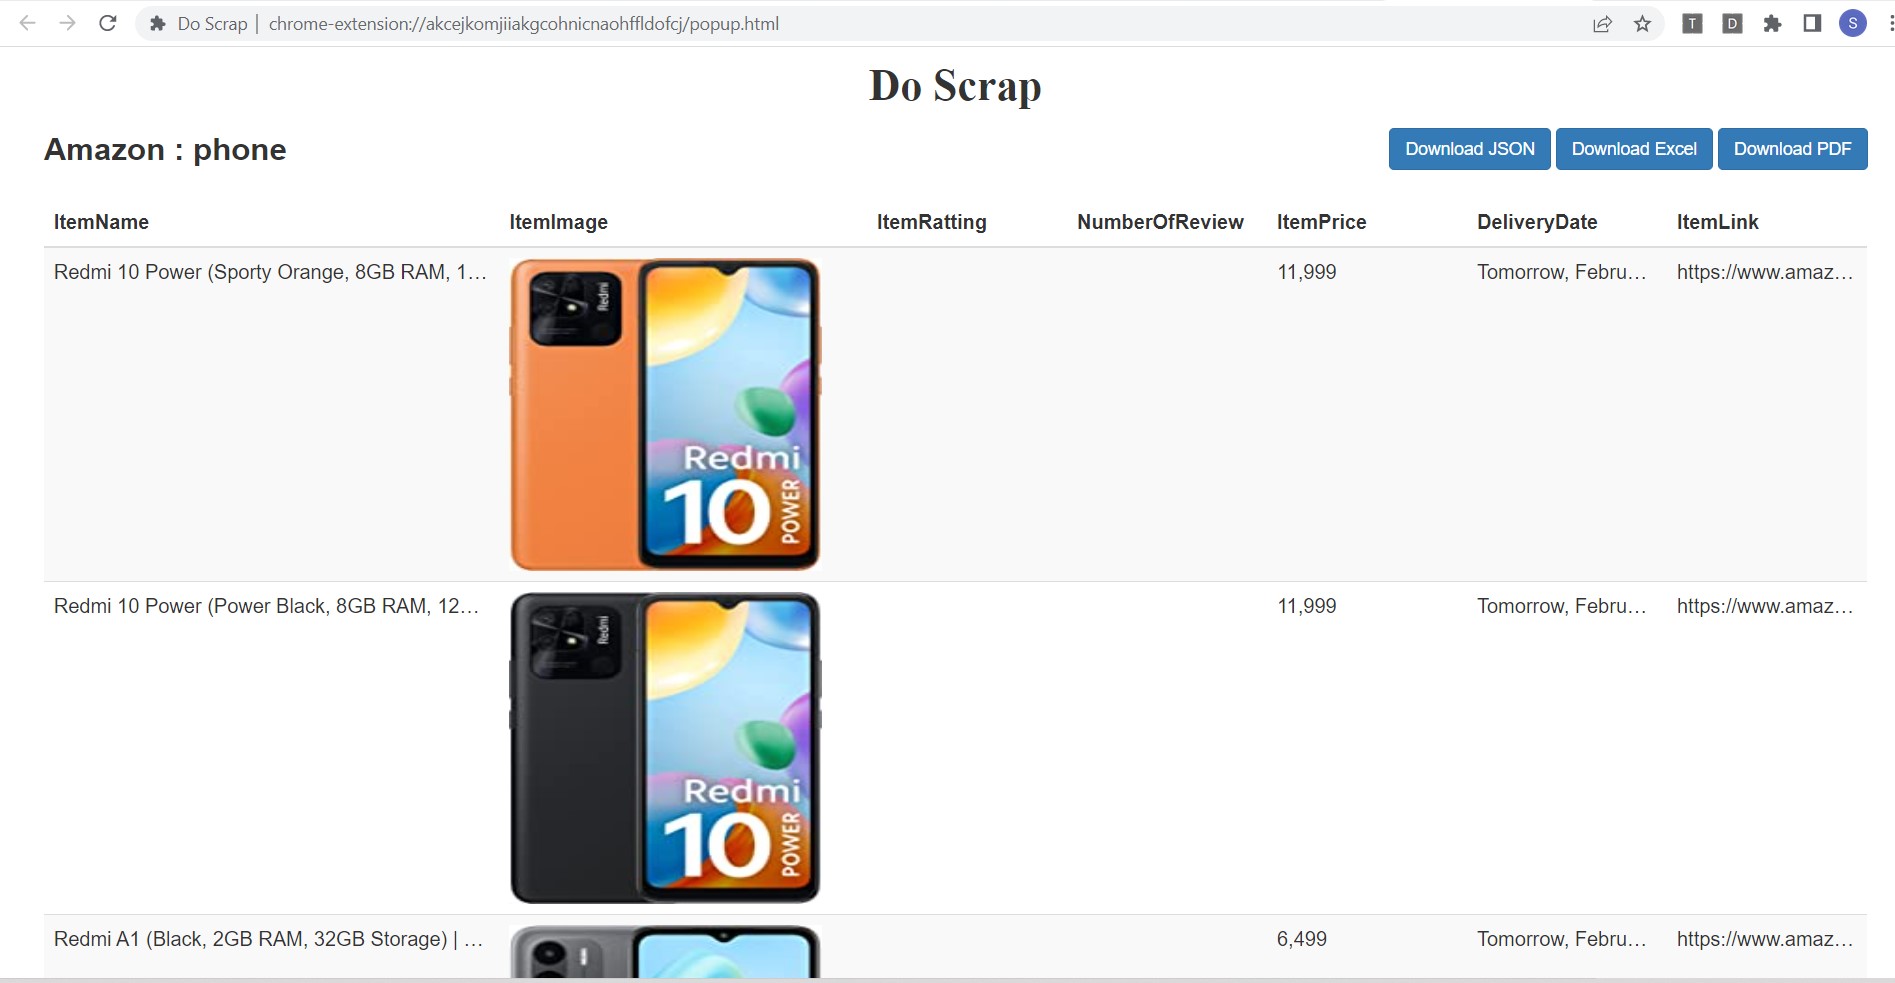 Do Scrap | chrome-extension://akcejkomjiiakgcohnicnaohffldofcj/popup.html
T D S
Do Scrap
Amazon : phone
Download JSON Download Excel Download PDF
ItemName ItemImage ItemRatting NumberOfReview ItemPrice DeliveryDate ItemLink
Redmi 10 Power (Sporty Orange, 8GB RAM, 1... 11,999 Tomorrow, Febru... https://www.amaz...
Redmi
Redmi
10 POWER
Redmi 10 Power (Power Black, 8GB RAM, 12... 11,999 Tomorrow, Febru... https://www.amaz...
Redmi
Redmi
10 POWER
Redmi A1 (Black, 2GB RAM, 32GB Storage) | ... 6,499 Tomorrow, Febru... https://www.amaz...